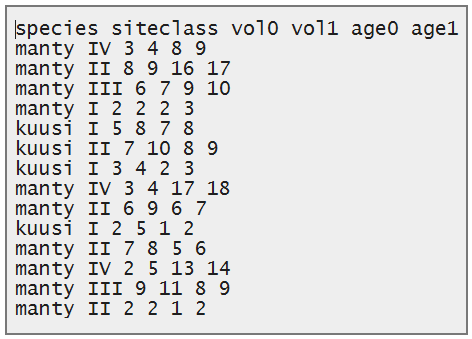 species siteclass vol0 vol1 age0 age1
manty IV 3 4 8 9
manty II 8 9 16 17
manty III 6 7 9 10
manty I 2 2 2 3
kuusi I 5 8 7 8
kuusi II 7 10 8 9
kuusi I 3 4 2 3
manty IV 3 4 17 18
manty II 6 9 6 7
kuusi I 2 5 1 2
manty II 7 8 5 6
manty IV 2 5 13 14
manty III 9 11 8 9
manty II 2 2 1 2